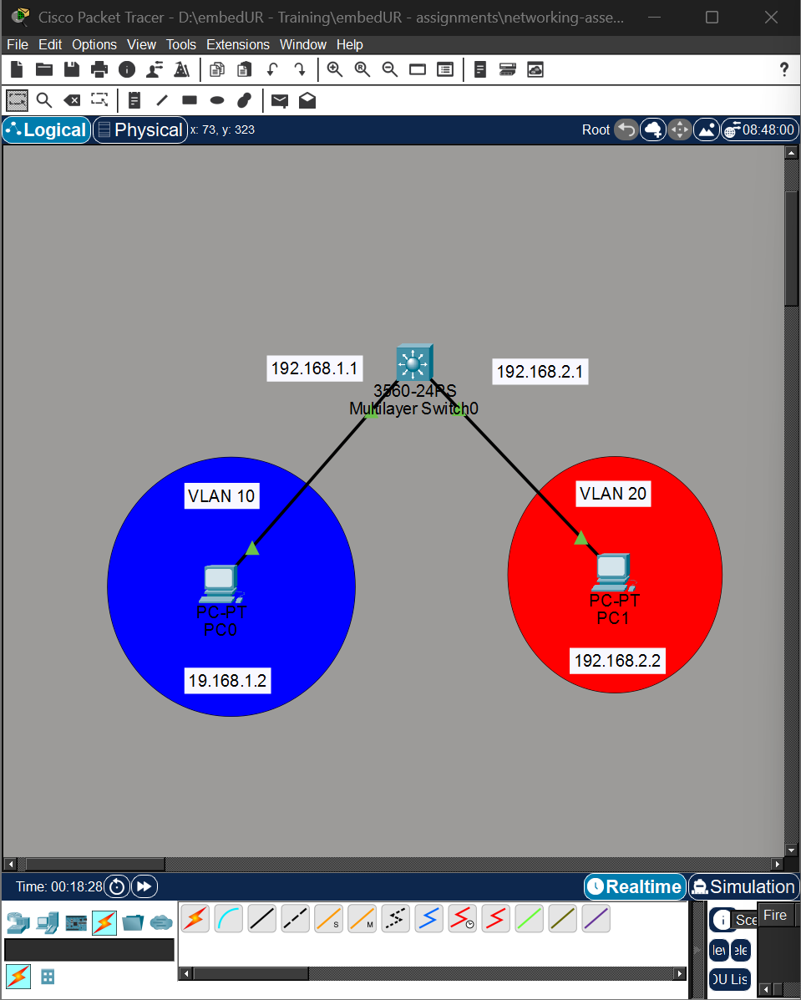 Cisco Packet Tracer - D:\embedUR - Training\embedUR - assignments\networking-asse...
File Edit Options View Tools Extensions Window Help
?
Logical Physical x: 73, y: 323 Root 08:48:00
192.168.1.1
192.168.2.1
3560-24PS
Multilayer Switch0
VLAN 10
VLAN 20
PC-PT
PC0
PC-PT
PC1
19.168.1.2
192.168.2.2
Time: 00:18:28 Realtime Simulation
S M
i Sce Fire
lev ele
DU Lis